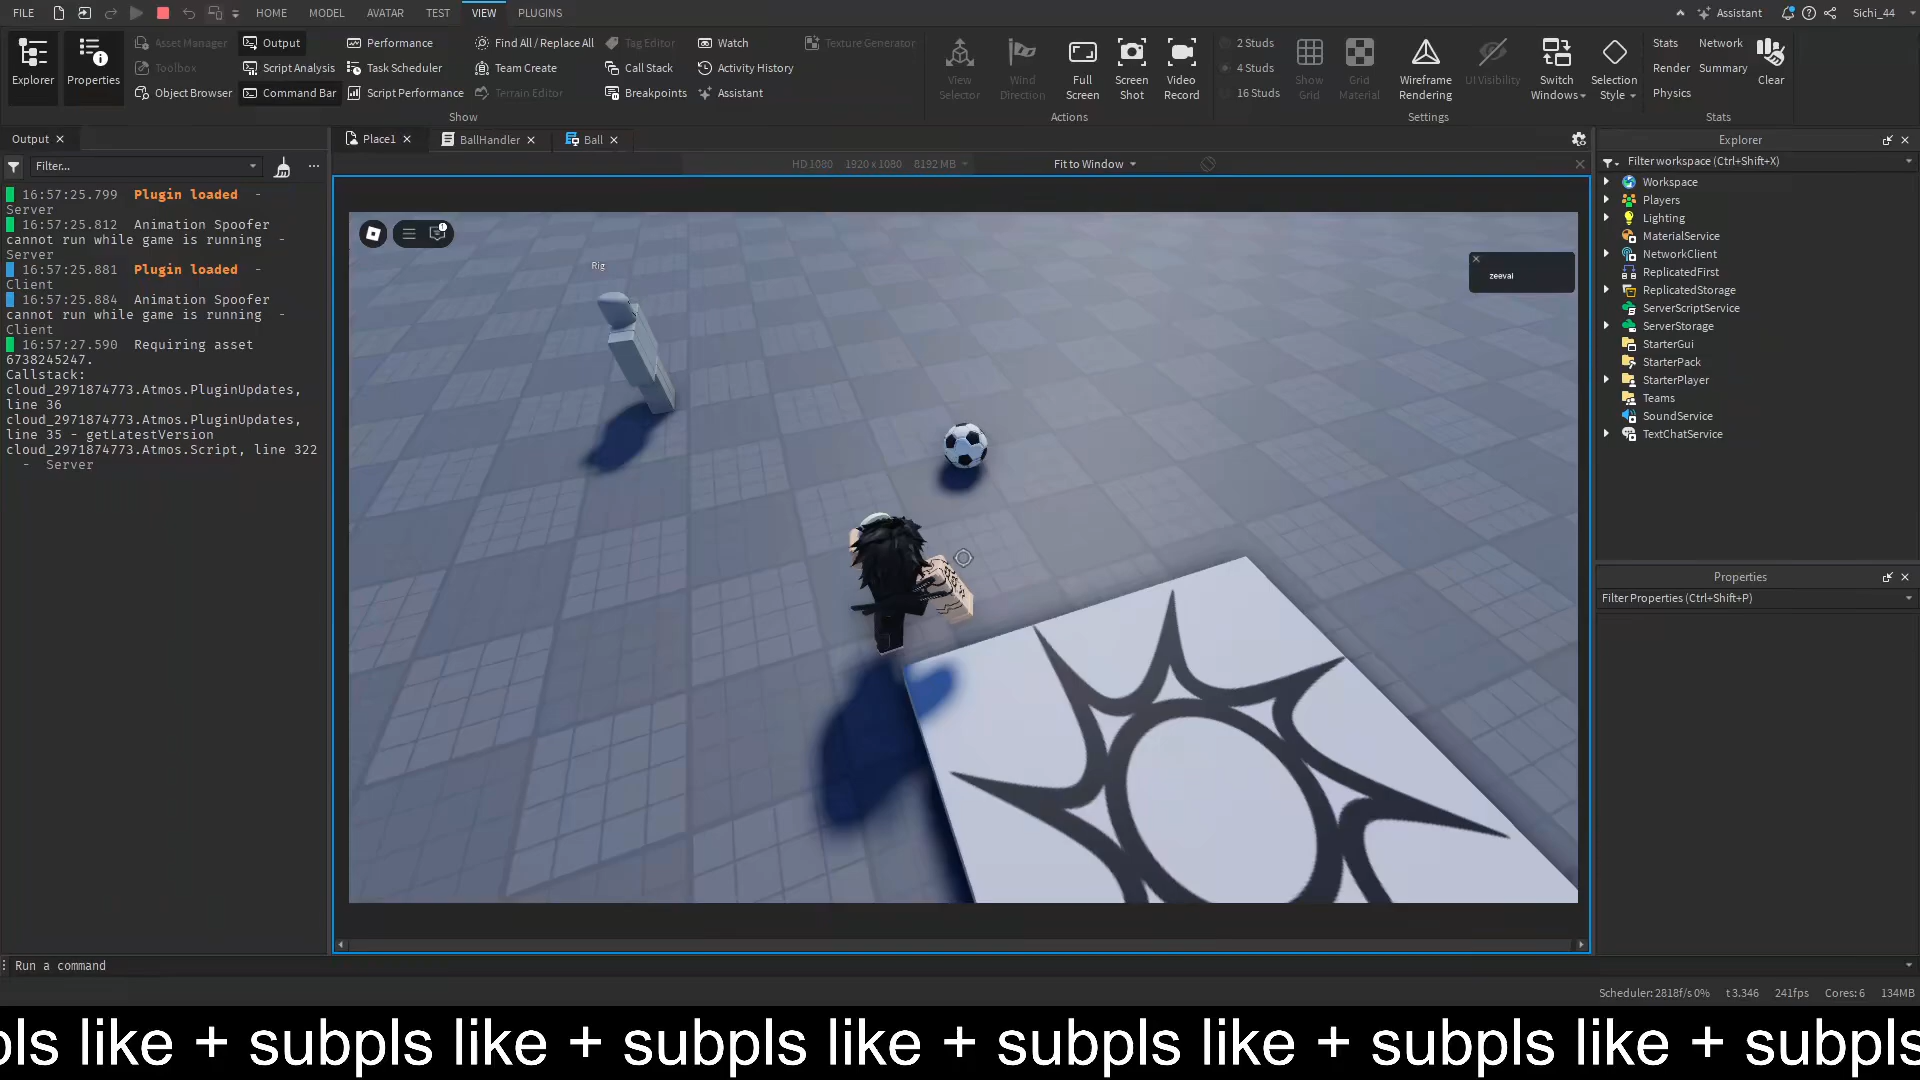 FILE HOME MODEL AVATAR TEST VIEW PLUGINS Assistant Sichi_44
Explorer
Properties
Asset Manager
Toolbox
Object Browser
Output
Script Analysis
Command Bar
Performance
Task Scheduler
Script Performance
Find All / Replace All
Team Create
Terrain Editor
Tag Editor
Call Stack
Breakpoints
Watch
Activity History
Assistant
Texture Generator
Show
View
Selector
Wind
Direction
Full
Screen
Screen
Shot
Video
Record
Actions
2 Studs
4 Studs
16 Studs
Show
Grid
Grid
Material
Wireframe
Rendering
UI Visibility
Switch
Windows
Selection
Style
Settings
Stats
Render
Physics
Network
Summary
Clear
Stats
Output
Filter...
16:57:25.799 Plugin loaded -
Server
16:57:25.812 Animation Spoofer
cannot run while game is running -
Server
16:57:25.881 Plugin loaded -
Client
16:57:25.884 Animation Spoofer
cannot run while game is running -
Client
16:57:27.590 Requiring asset
6738245247.
Callstack:
cloud_2971874773.Atmos.PluginUpdates,
line 36
cloud_2971874773.Atmos.PluginUpdates,
line 35 - getLatestVersion
cloud_2971874773.Atmos.Script, line 322
- Server
Place1 BallHandler Ball
HD 1080 1920 x 1080 8192 MB Fit to Window
1
Rig
zeeval
Explorer
Filter workspace (Ctrl+Shift+X)
Workspace
Players
Lighting
MaterialService
NetworkClient
ReplicatedFirst
ReplicatedStorage
ServerScriptService
ServerStorage
StarterGui
StarterPack
StarterPlayer
Teams
SoundService
TextChatService
Properties
Filter Properties (Ctrl+Shift+P)
Run a command
Scheduler: 2818f/s 0% t 3.346 241fps Cores: 6 134MB
pls like + subpls like + subpls like + subpls like + subpls like + subpls